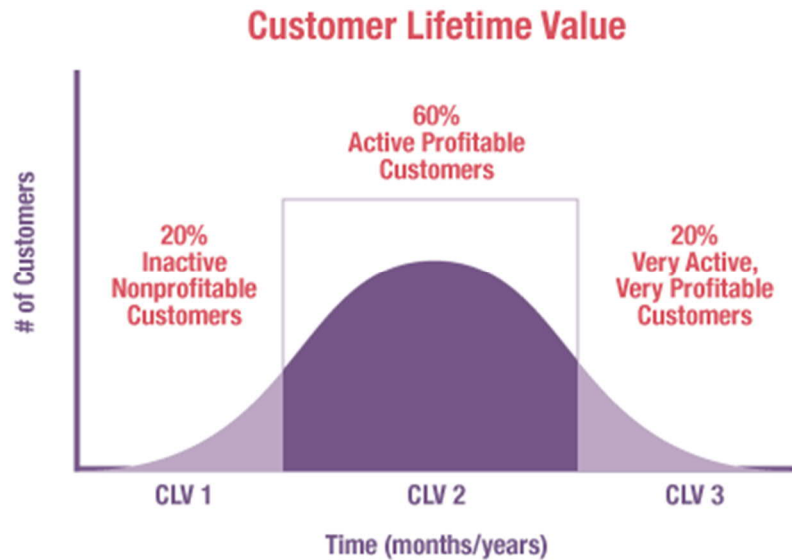 Customer Lifetime Value
60%
Active Profitable
Customers
20%
Inactive
Nonprofitable
Customers
20%
Very Active,
Very Profitable
Customers
# of Customers
CLV 1
CLV 2
CLV 3
Time (months/years)